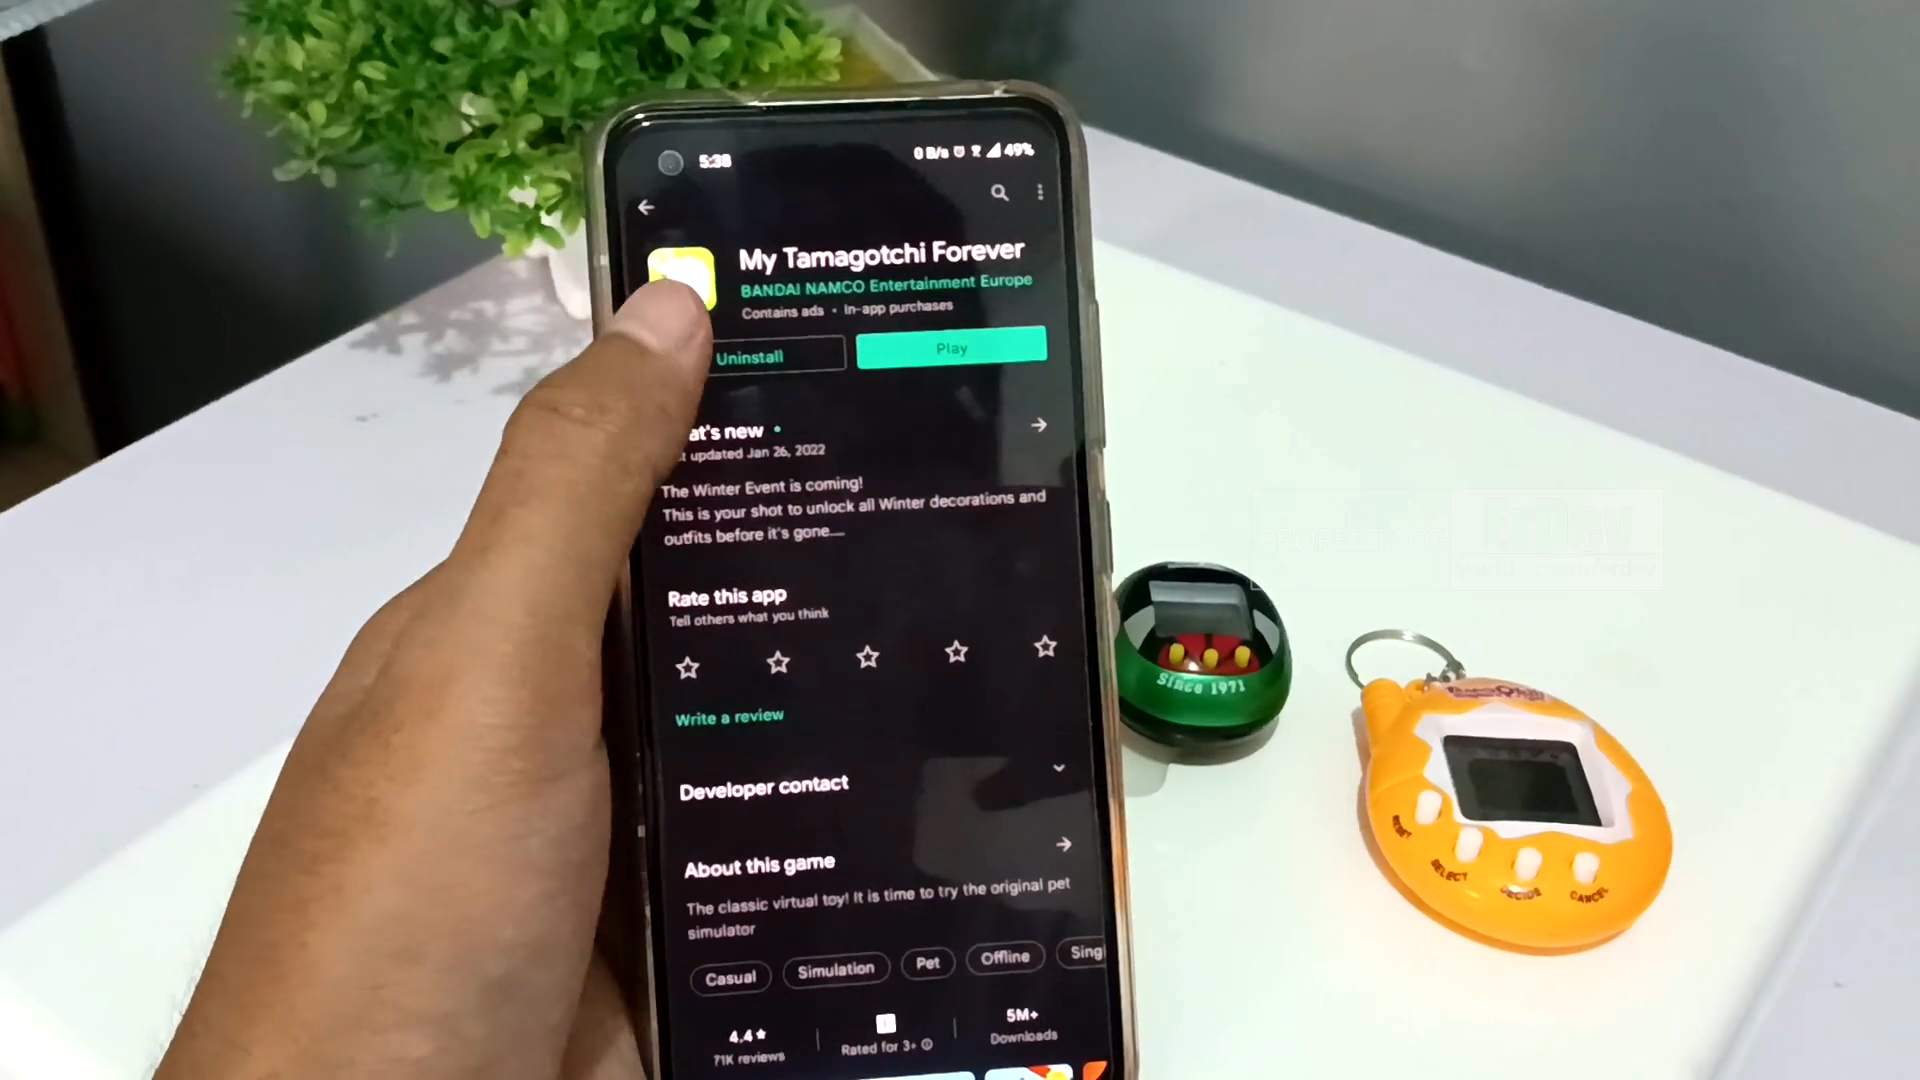 5:38
0 B/s
49%
My Tamagotchi Forever
BANDAI NAMCO Entertainment Europe
Contains ads • In-app purchases
Uninstall
Play
at's new •
updated Jan 26, 2022
The Winter Event is coming!
This is your shot to unlock all Winter decorations and
outfits before it's gone....
Rate this app
Tell others what you think
Write a review
Developer contact
About this game
The classic virtual toy! It is time to try the original pet
simulator
Casual
Simulation
Pet
Offline
Sing
4.4★
71K reviews
Rated for 3+
5M+
Downloads
Since 1971
RESET
SELECT
DECIDE
CANCEL